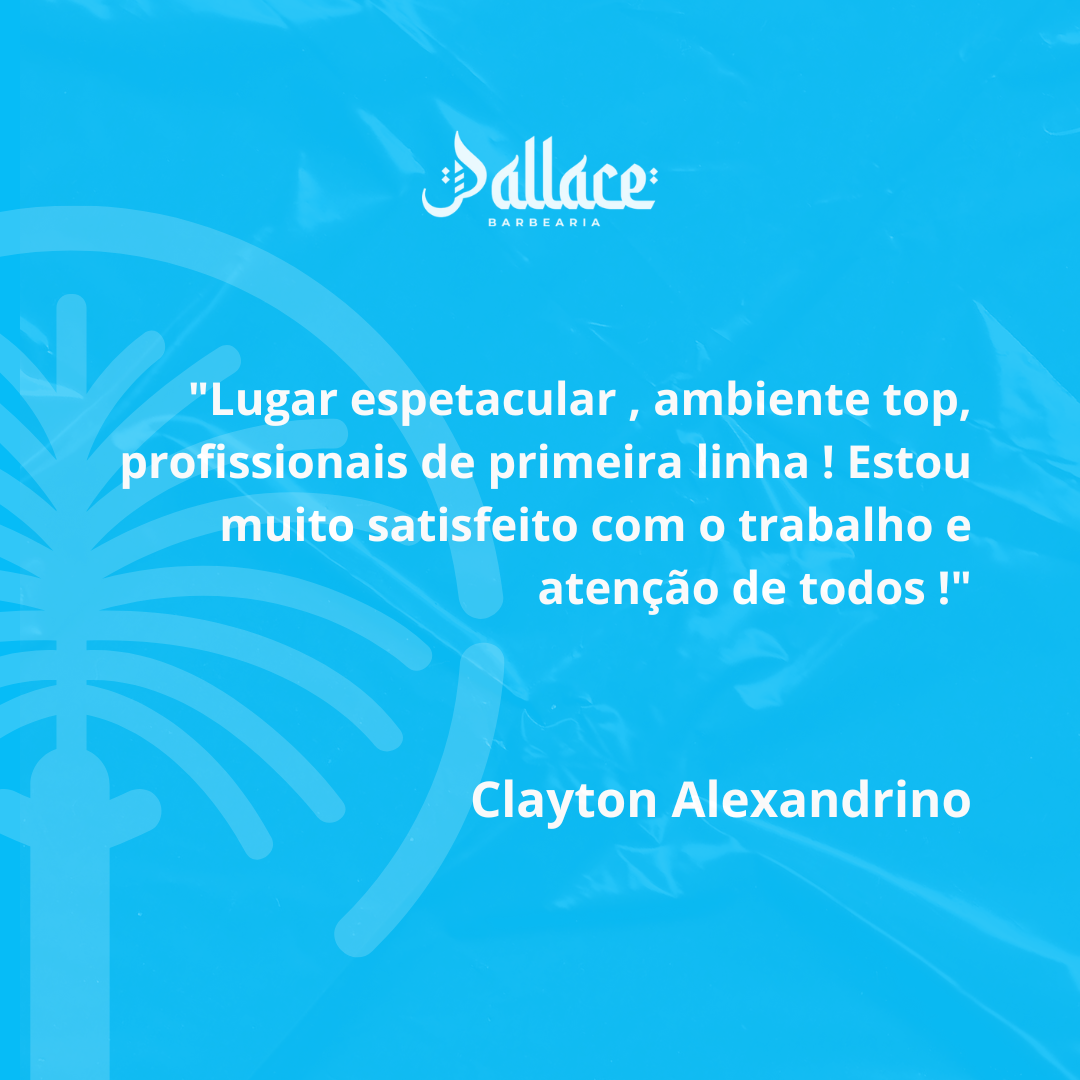 Pallace
BARBEARIA
"Lugar espetacular , ambiente top,
profissionais de primeira linha ! Estou
muito satisfeito com o trabalho e
atenção de todos !"
Clayton Alexandrino